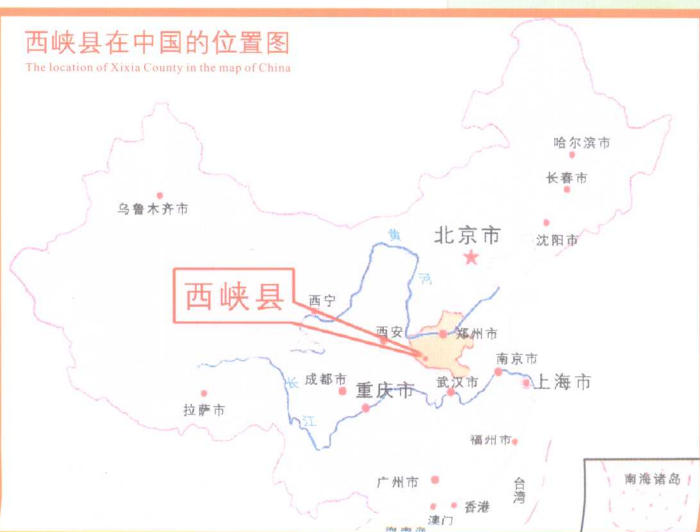 西峡县在中国的位置图
The location of Xixia County in the map of China
哈尔滨市
长春市
乌鲁木齐市
沈阳市
北京市
黄
河
西峡县
西宁
西安
郑州市
南京市
长
江
成都市
重庆市
武汉市
上海市
拉萨市
福州市
广州市
台
湾
香港
澳门
南海诸岛